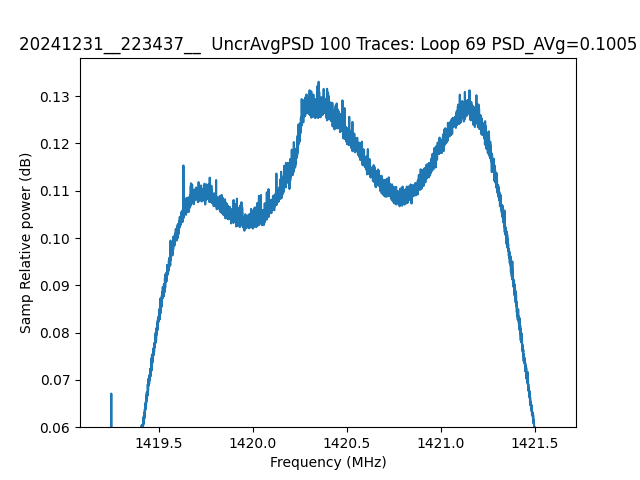 20241231__223437__  UncrAvgPSD 100 Traces: Loop 69 PSD_AVg=0.1005
Samp Relative power (dB)
0.13
0.12
0.11
0.10
0.09
0.08
0.07
0.06
1419.5 1420.0 1420.5 1421.0 1421.5
Frequency (MHz)